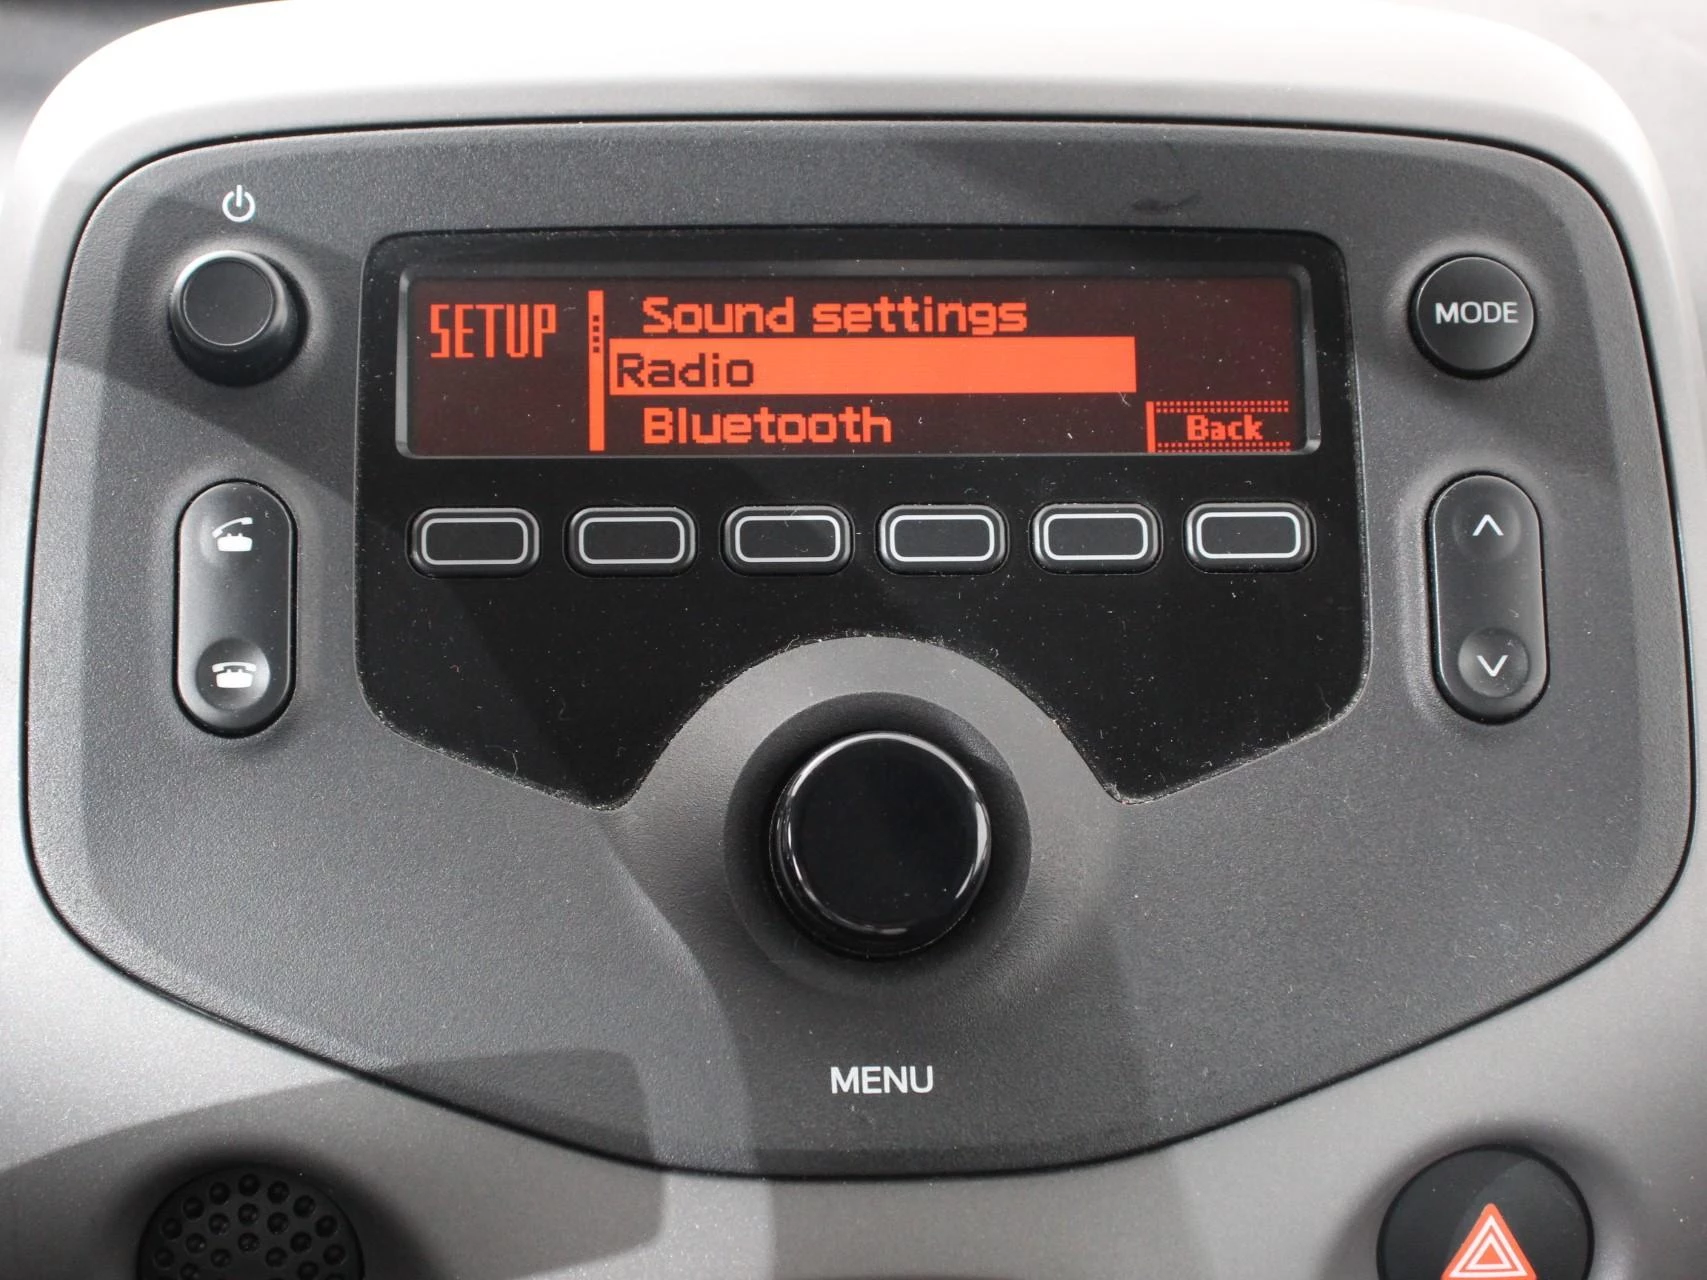 SETUP
Sound settings
Radio
Bluetooth
Back
MODE
MENU